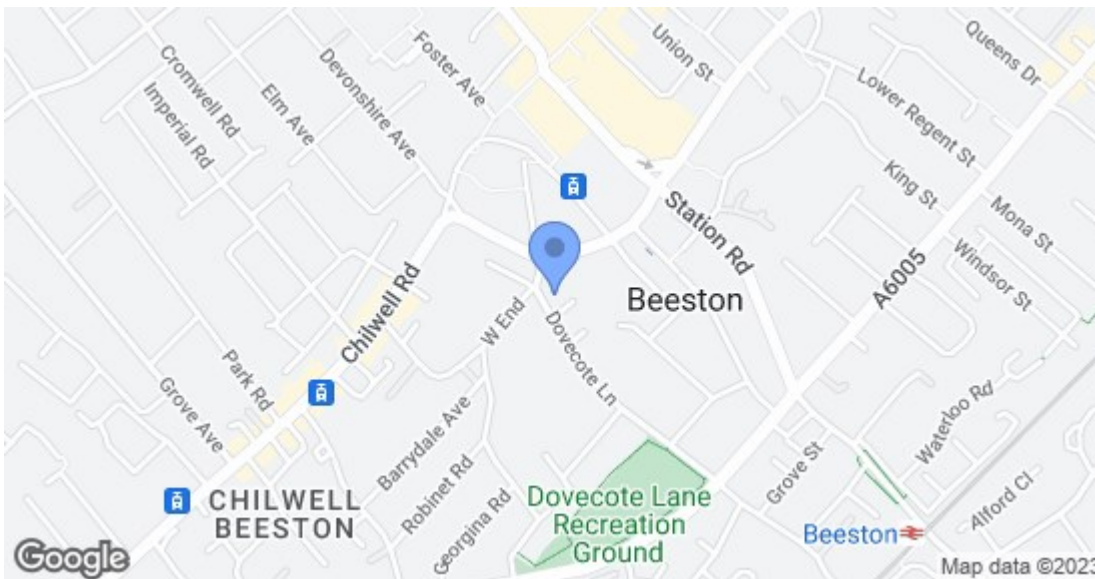 Cromwell Rd
Imperial Rd
Elm Ave
Devonshire Ave
Foster Ave
Union St
Queens Dr
Lower Regent St
King St
Mona St
Windsor St
Station Rd
A6005
Beeston
Chilwell Rd
W End
Dovecote Ln
Park Rd
Grove Ave
Barrydale Ave
Robinet Rd
Georgina Rd
Waterloo Rd
Grove St
Alford Cl
CHILWELL
BEESTON
Dovecote Lane
Recreation
Ground
Beeston
Google
Map data ©2023